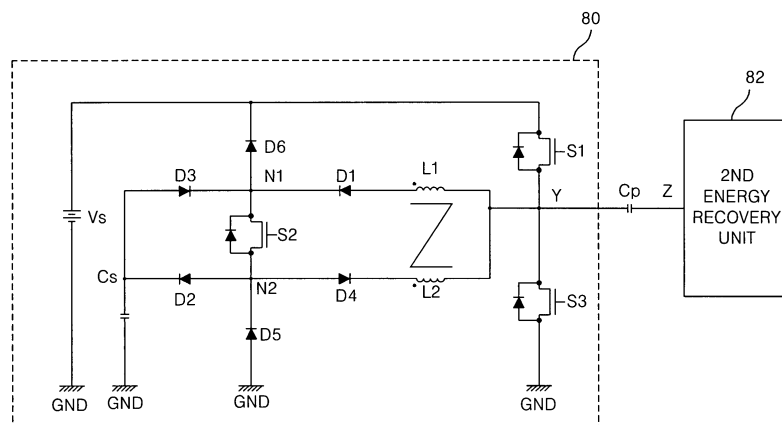 80
82
D6
S1
D3
N1
D1
L1
Vs
S2
Y
Cp
Z
2ND
ENERGY
RECOVERY
UNIT
Cs
D2
N2
D4
L2
D5
S3
GND
GND
GND
GND